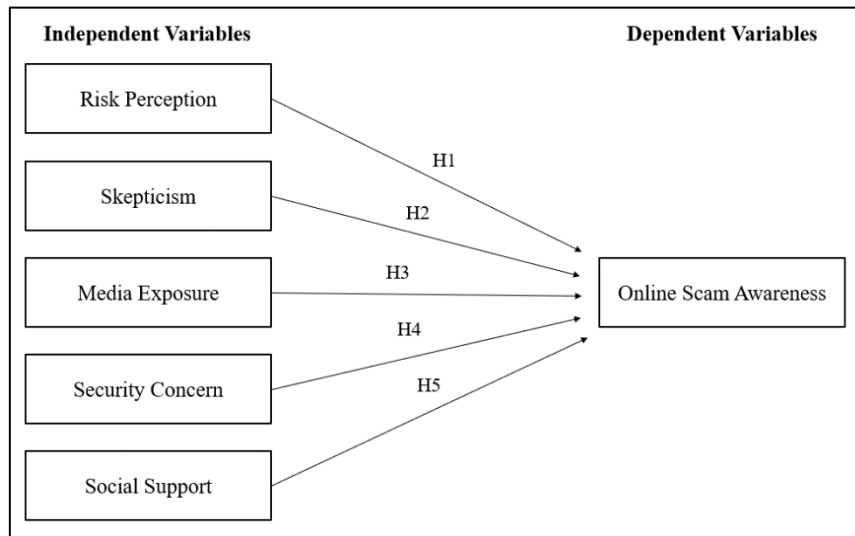 Independent Variables
Dependent Variables
Risk Perception
H1
Skepticism
H2
Media Exposure
H3
Online Scam Awareness
H4
Security Concern
H5
Social Support